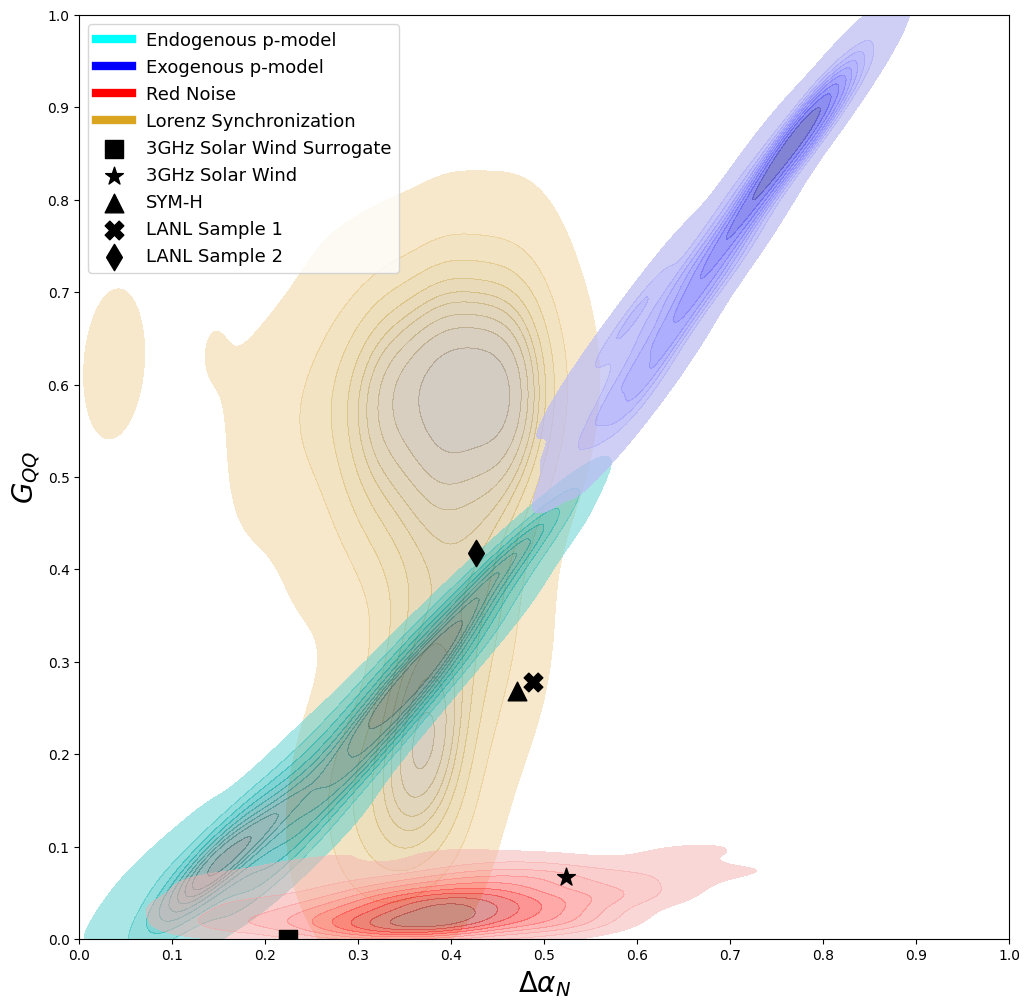 Endogenous p-model
Exogenous p-model
Red Noise
Lorenz Synchronization
3GHz Solar Wind Surrogate
3GHz Solar Wind
SYM-H
LANL Sample 1
LANL Sample 2
G_{QQ}
1.0
0.9
0.8
0.7
0.6
0.5
0.4
0.3
0.2
0.1
0.0
0.0 0.1 0.2 0.3 0.4 0.5 0.6 0.7 0.8 0.9 1.0
Δα_N